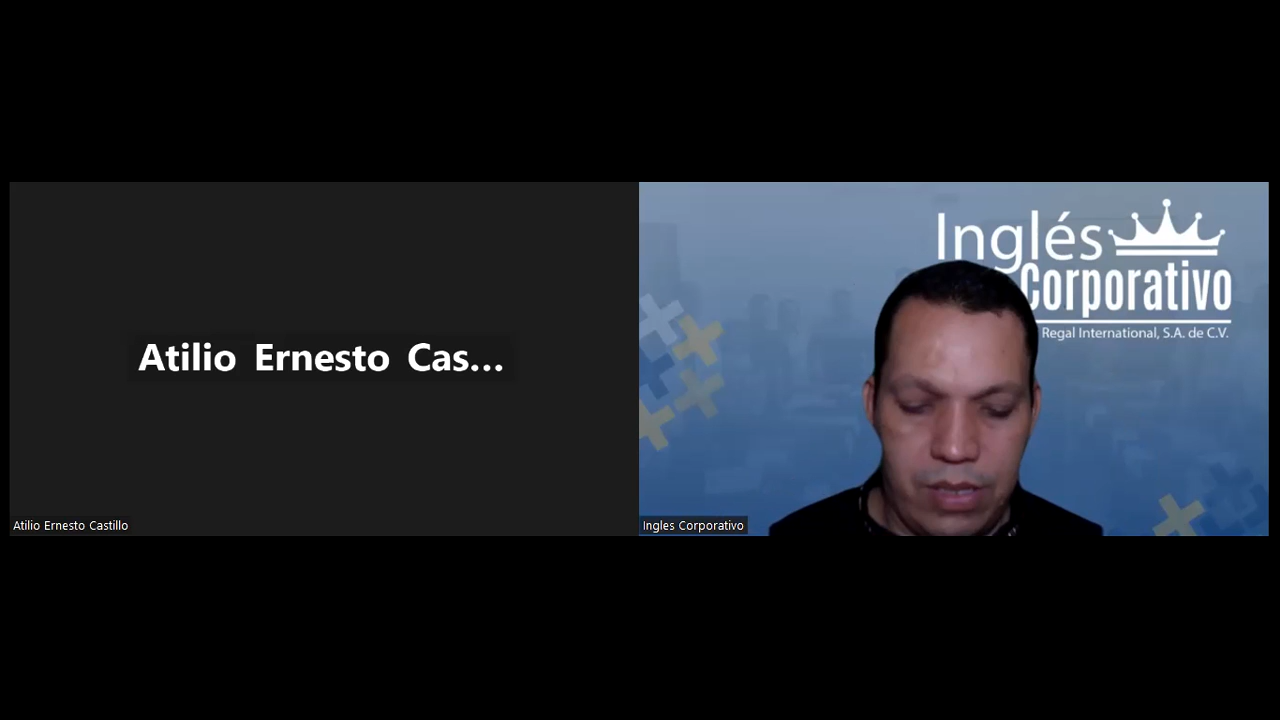 Atilio Ernesto Cas...
Atilio Ernesto Castillo
Inglés
Corporativo
Regal International, S.A. de C.V.
Ingles Corporativo